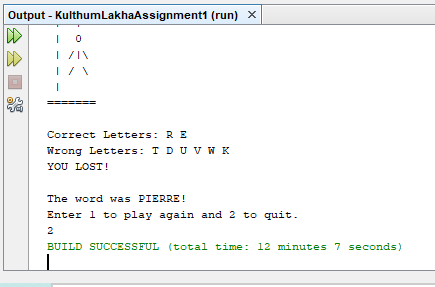 Output - KulthumLakhaAssignment1 (run) ×
| 0
| /|\
| / \
|
=======
Correct Letters: R E
Wrong Letters: T D U V W K
YOU LOST!
The word was PIERRE!
Enter 1 to play again and 2 to quit.
2
BUILD SUCCESSFUL (total time: 12 minutes 7 seconds)